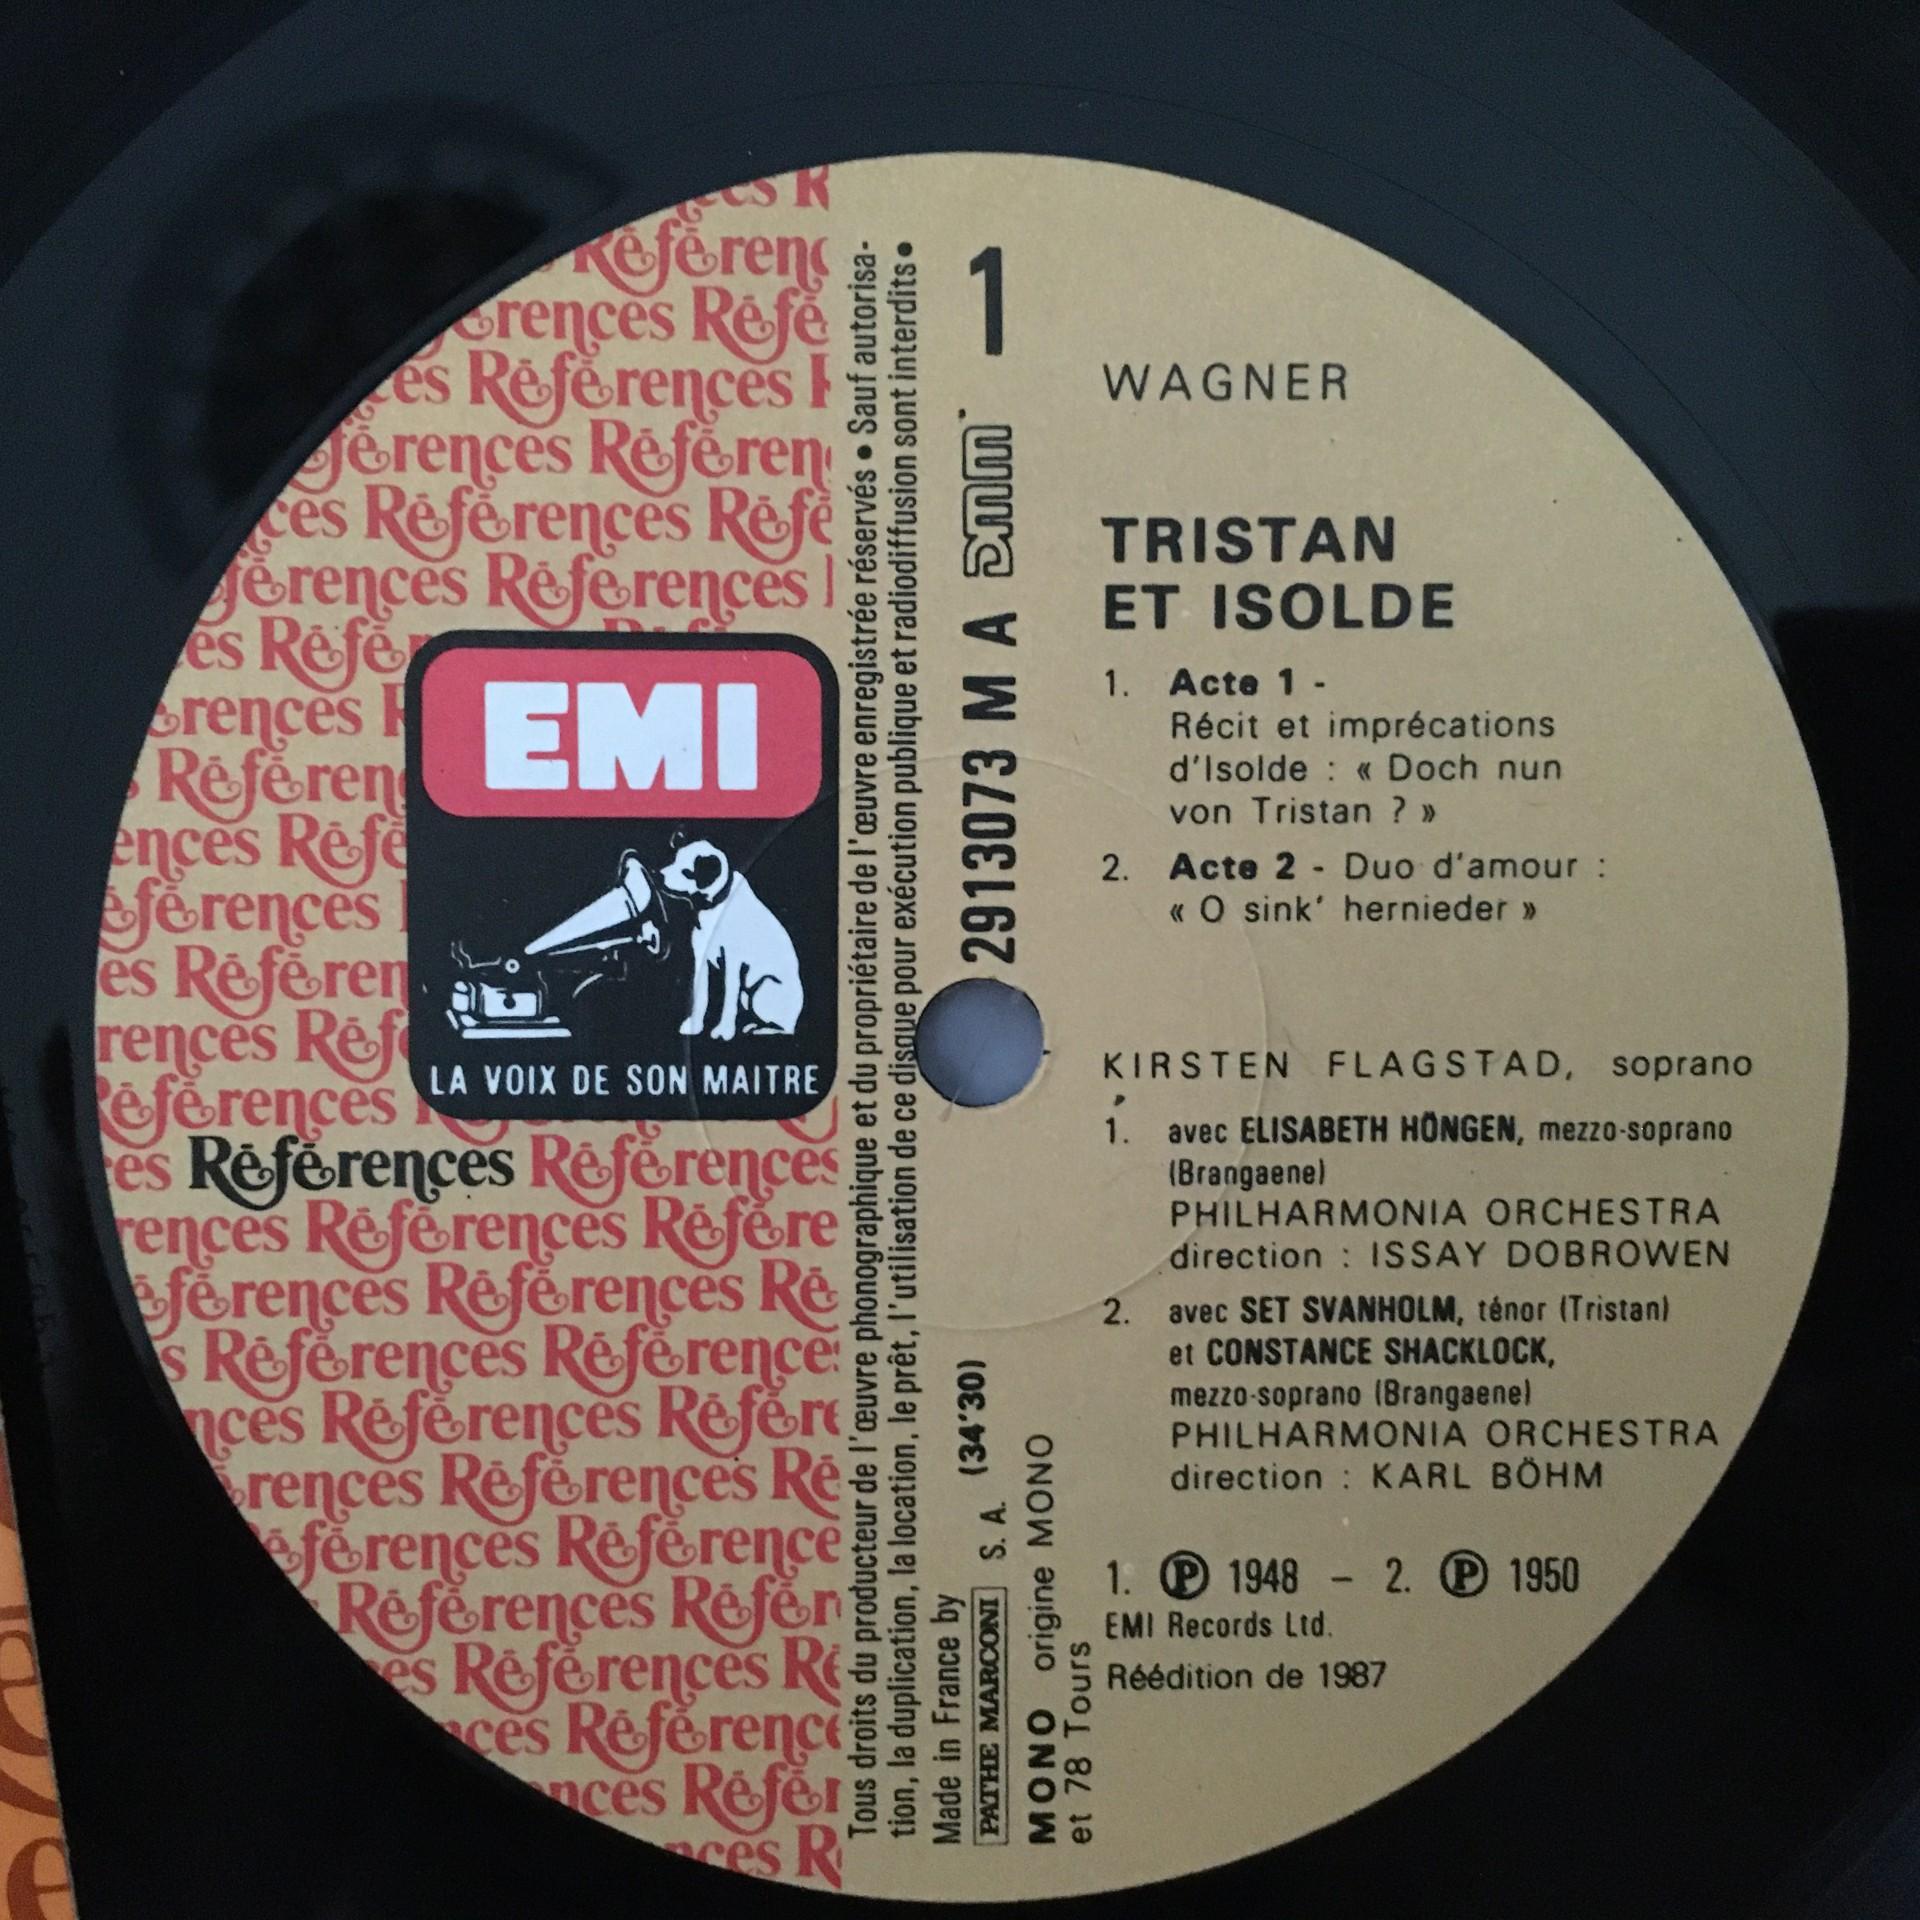 EMI
LA VOIX DE SON MAITRE
Références
Tous droits du producteur de l'œuvre phonographique et du propriétaire de l'œuvre enregistrée réservés • Sauf autorisa-
tion, la duplication, la location, le prêt, l'utilisation de ce disque pour exécution publique et radiodiffusion sont interdits •
Made in France by
PATHE MARCONI S. A. (34'30)
2913073 M A DMM 1
MONO origine MONO
et 78 Tours
WAGNER
TRISTAN
ET ISOLDE
1. Acte 1 -
Récit et imprécations
d'Isolde : « Doch nun
von Tristan ? »
2. Acte 2 - Duo d'amour :
« O sink' hernieder »
KIRSTEN FLAGSTAD, soprano
1. avec ELISABETH HÖNGEN, mezzo-soprano
(Brangaene)
PHILHARMONIA ORCHESTRA
direction : ISSAY DOBROWEN
2. avec SET SVANHOLM, ténor (Tristan)
et CONSTANCE SHACKLOCK,
mezzo-soprano (Brangaene)
PHILHARMONIA ORCHESTRA
direction : KARL BÖHM
1. Ⓟ 1948 – 2. Ⓟ 1950
EMI Records Ltd.
Réédition de 1987